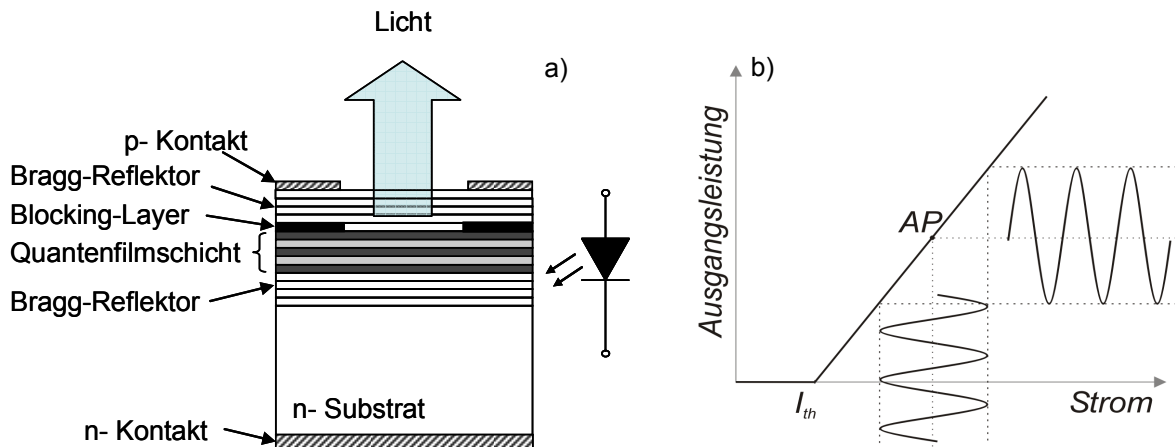 Licht
a)
p- Kontakt
Bragg-Reflektor
Blocking-Layer
Quantenfilmschicht
Bragg-Reflektor
n- Substrat
n- Kontakt
b)
Ausgangsleistung
AP
I_th
Strom